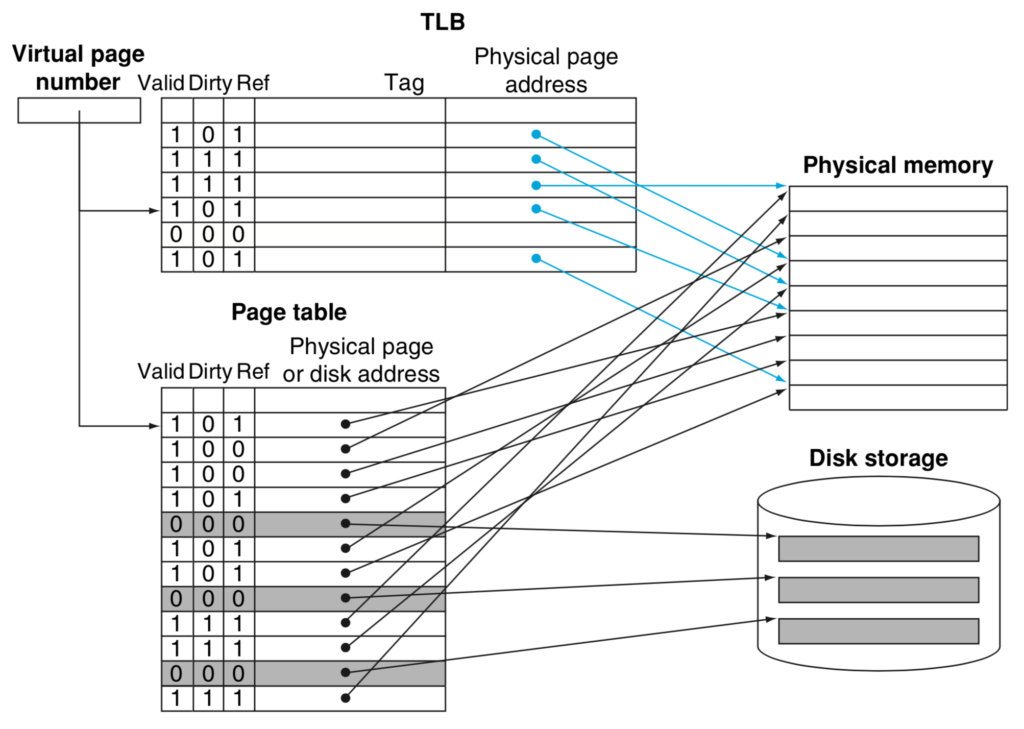 TLB
Virtual page
number
Valid Dirty Ref
Tag
Physical page
address
1 0 1
1 1 1
1 1 1
1 0 1
0 0 0
1 0 1
Physical memory
Page table
Valid Dirty Ref
Physical page
or disk address
1 0 1
1 0 0
1 0 0
1 0 1
0 0 0
1 0 1
1 0 1
0 0 0
1 1 1
1 1 1
0 0 0
1 1 1
Disk storage